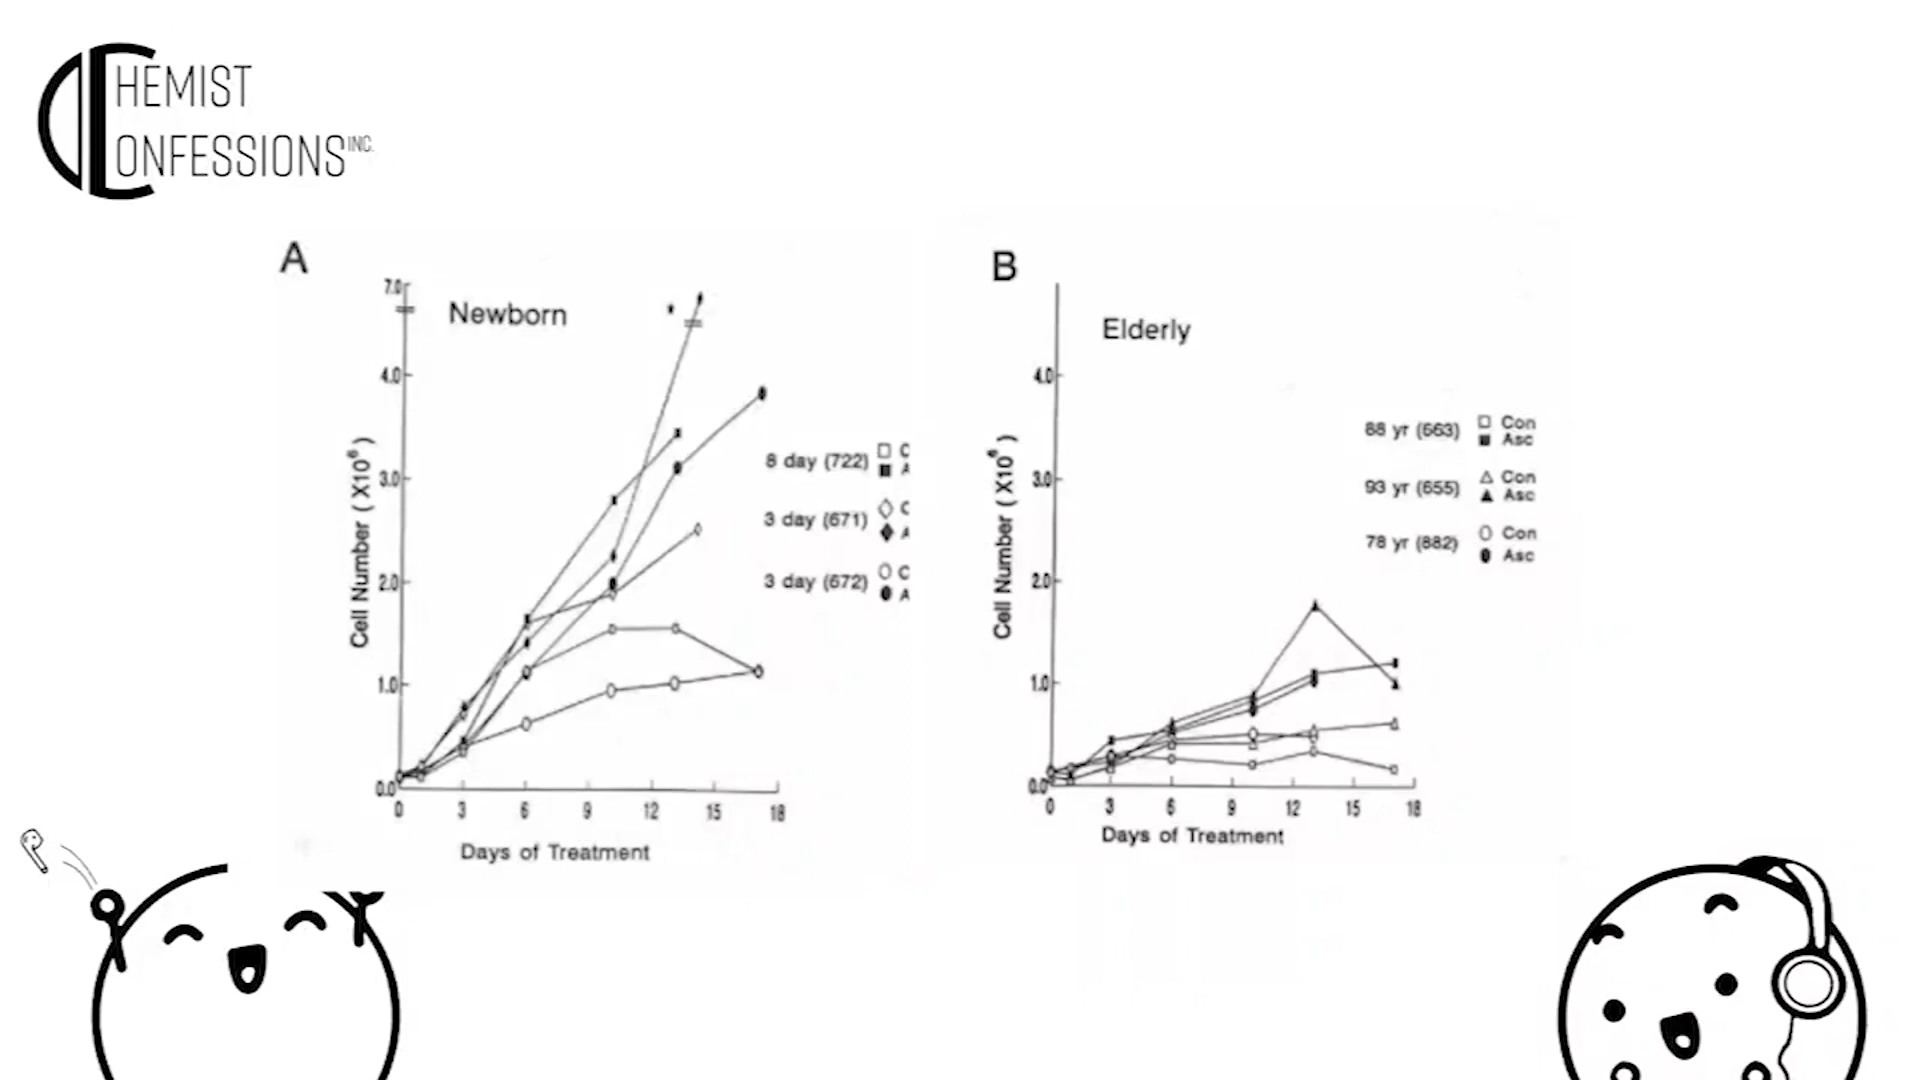 CHEMIST
CONFESSIONS INC.
A
Newborn
7.0
4.0
3.0
2.0
1.0
0.0
Cell Number ( X10⁶ )
0 3 6 9 12 15 18
Days of Treatment
8 day (722) □ C
■ A
3 day (671) ◇ C
◆ A
3 day (672) ○ C
● A
B
Elderly
4.0
3.0
2.0
1.0
0.0
Cell Number ( X10⁶ )
0 3 6 9 12 15 18
Days of Treatment
88 yr (663) □ Con
■ Asc
93 yr (655) △ Con
▲ Asc
78 yr (882) ○ Con
● Asc